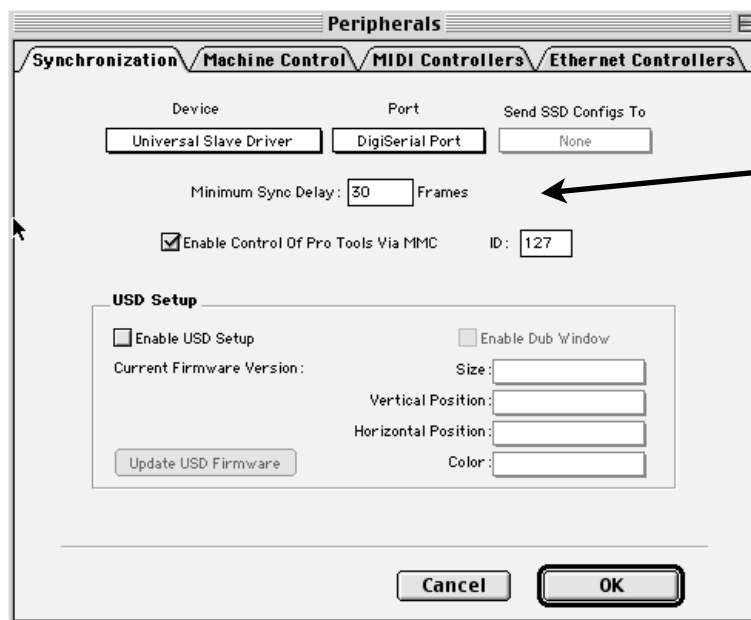 Peripherals
Synchronization Machine Control MIDI Controllers Ethernet Controllers
Device Port Send SSD Configs To
Universal Slave Driver DigiSerial Port None
Minimum Sync Delay: 30 Frames
Enable Control Of Pro Tools Via MMC ID: 127
USD Setup
Enable USD Setup Enable Dub Window
Current Firmware Version: Size:
Vertical Position:
Horizontal Position:
Update USD Firmware Color:
Cancel OK